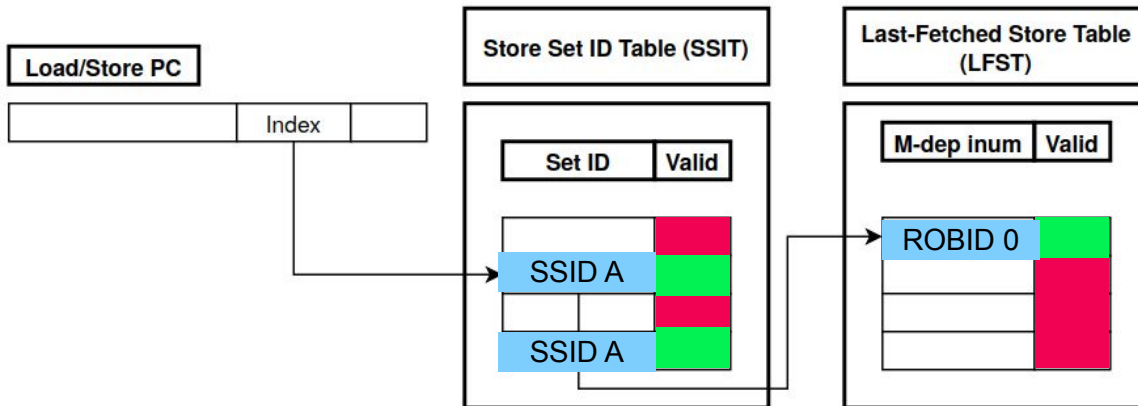 Load/Store PC
Index
Store Set ID Table (SSIT)
Set ID
Valid
SSID A
SSID A
Last-Fetched Store Table
(LFST)
M-dep inum
Valid
ROBID 0